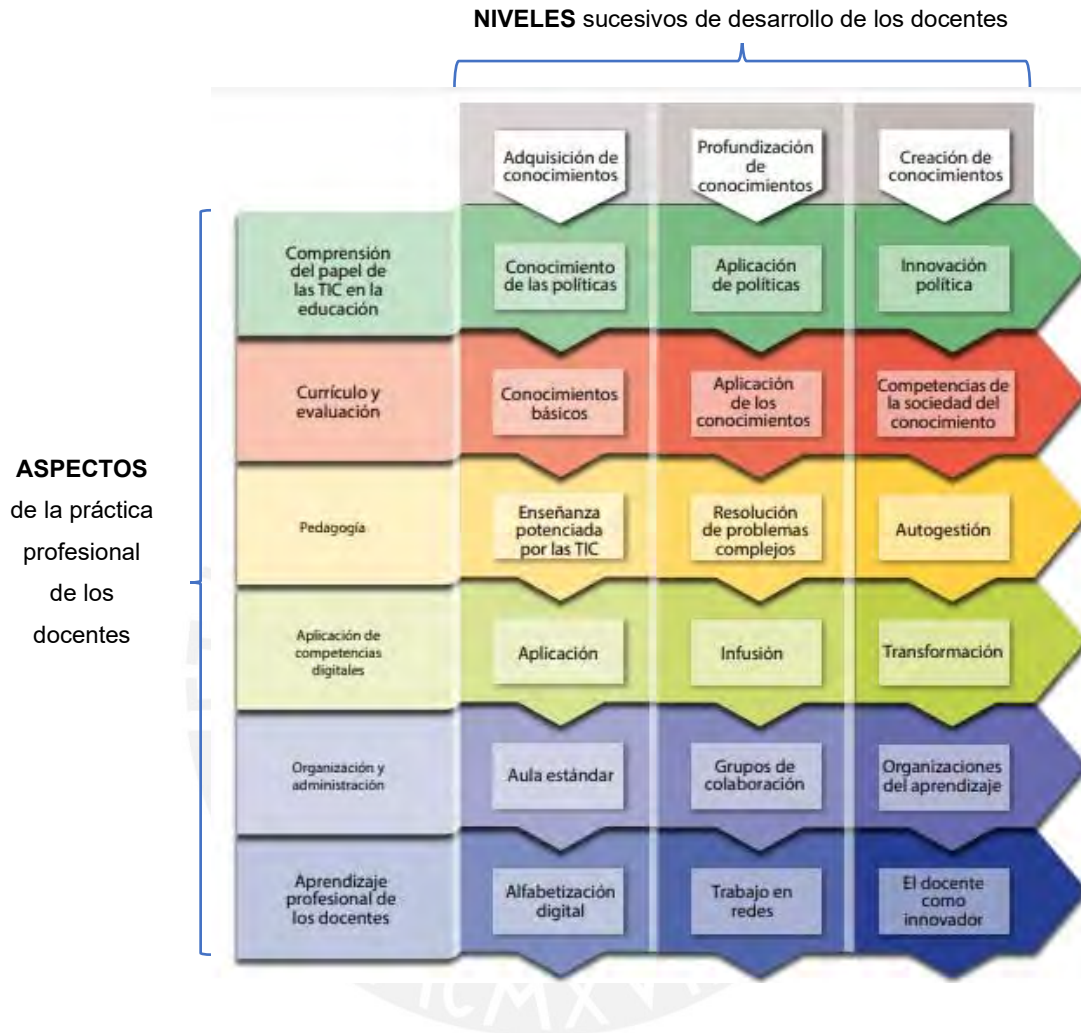 NIVELES sucesivos de desarrollo de los docentes
Adquisición de
conocimientos
Profundización
de
conocimientos
Creación de
conocimientos
Comprensión
del papel de
las TIC en la
educación
Conocimiento
de las políticas
Aplicación
de políticas
Innovación
política
Currículo y
evaluación
Conocimientos
básicos
Aplicación
de los
conocimientos
Competencias de
la sociedad del
conocimiento
ASPECTOS
de la práctica
profesional
de los
docentes
Pedagogía
Enseñanza
potenciada
por las TIC
Resolución
de problemas
complejos
Autogestión
Aplicación de
competencias
digitales
Aplicación
Infusión
Transformación
Organización y
administración
Aula estándar
Grupos de
colaboración
Organizaciones
del aprendizaje
Aprendizaje
profesional de
los docentes
Alfabetización
digital
Trabajo en
redes
El docente
como
innovador